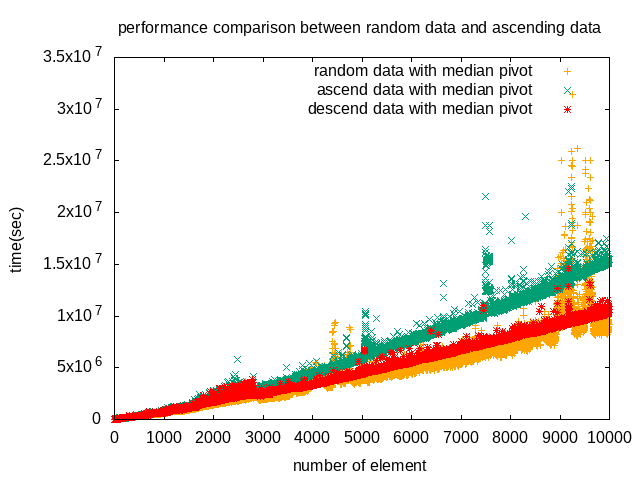 performance comparison between random data and ascending data
3.5x10^7
3x10^7
2.5x10^7
2x10^7
1.5x10^7
1x10^7
5x10^6
0
time(sec)
random data with median pivot
ascend data with median pivot
descend data with median pivot
0 1000 2000 3000 4000 5000 6000 7000 8000 9000 10000
number of element